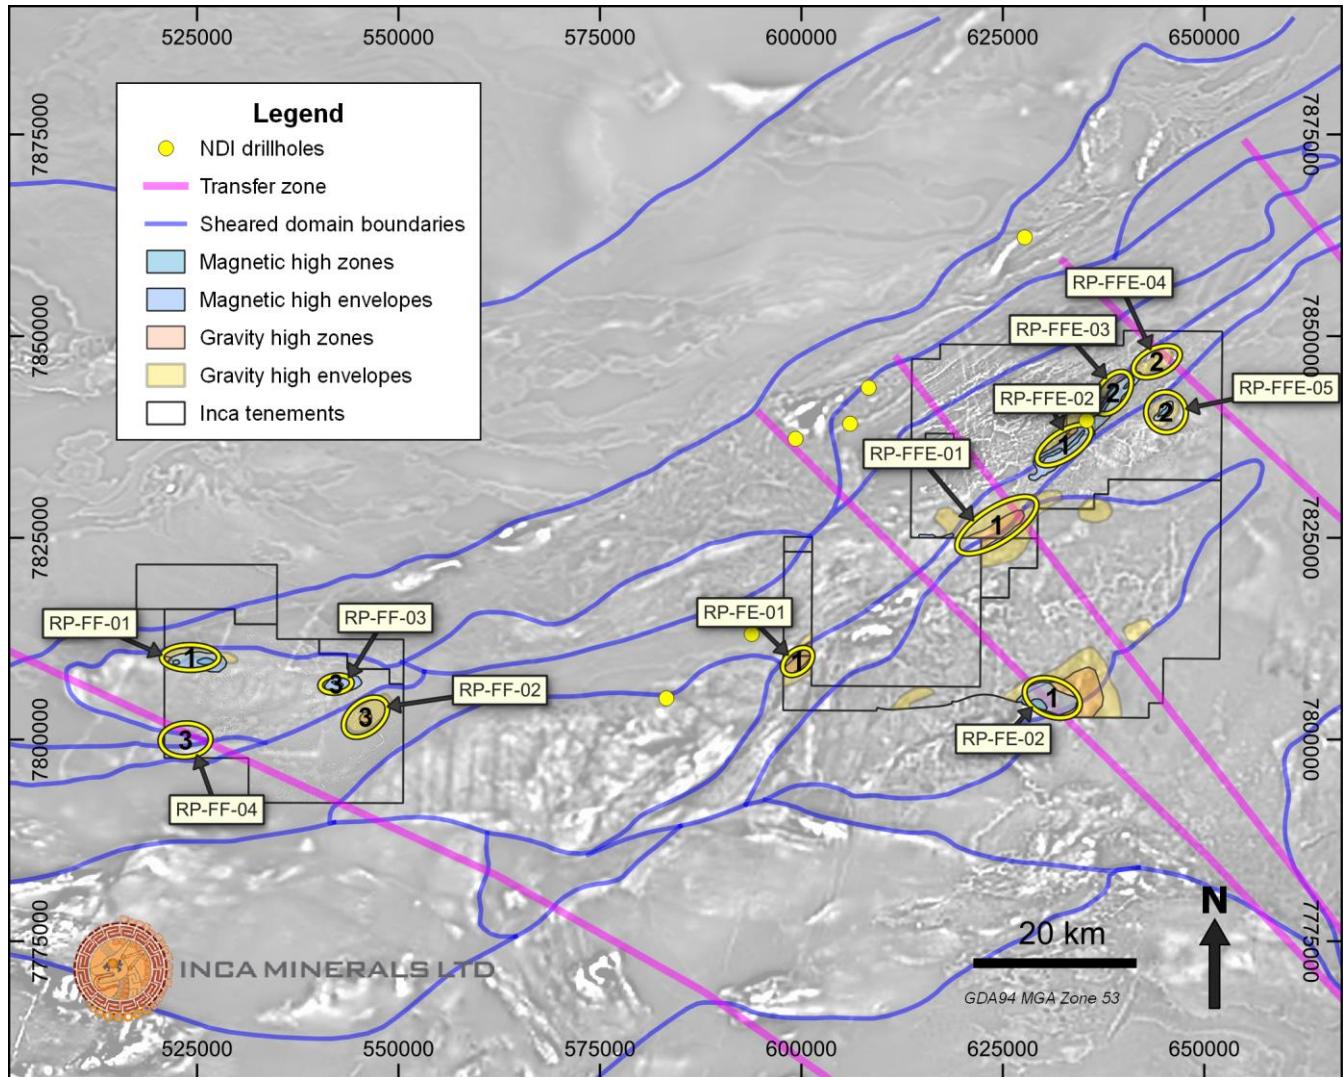 525000
550000
575000
600000
625000
650000
7875000
7850000
7825000
7800000
7775000
Legend
NDI drillholes
Transfer zone
Sheared domain boundaries
Magnetic high zones
Magnetic high envelopes
Gravity high zones
Gravity high envelopes
Inca tenements
7875000
7850000
7825000
7800000
7775000
RP-FFE-04
RP-FFE-03
RP-FFE-02
RP-FFE-05
RP-FFE-01
2
2
2
1
1
RP-FE-01
1
RP-FF-01
1
RP-FF-03
3
RP-FF-02
3
3
RP-FF-04
1
RP-FE-02
N
20 km
GDA94 MGA Zone 53
INCA MINERALS LTD
525000
550000
575000
600000
625000
650000